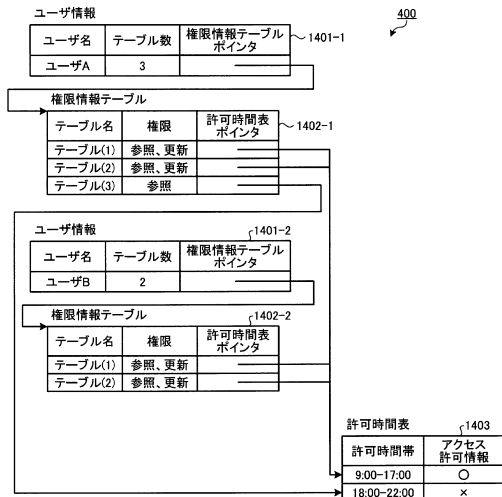 400
ユーザ情報
ユーザ名 テーブル数 権限情報テーブル
ポインタ
1401-1
ユーザA 3
権限情報テーブル
テーブル名 権限 許可時間表
ポインタ
1402-1
テーブル(1) 参照、更新
テーブル(2) 参照、更新
テーブル(3) 参照
ユーザ情報
1401-2
ユーザ名 テーブル数 権限情報テーブル
ポインタ
ユーザB 2
権限情報テーブル
1402-2
テーブル名 権限 許可時間表
ポインタ
テーブル(1) 参照、更新
テーブル(2) 参照、更新
許可時間表
1403
許可時間帯 アクセス
許可情報
9:00-17:00 ○
18:00-22:00 ×